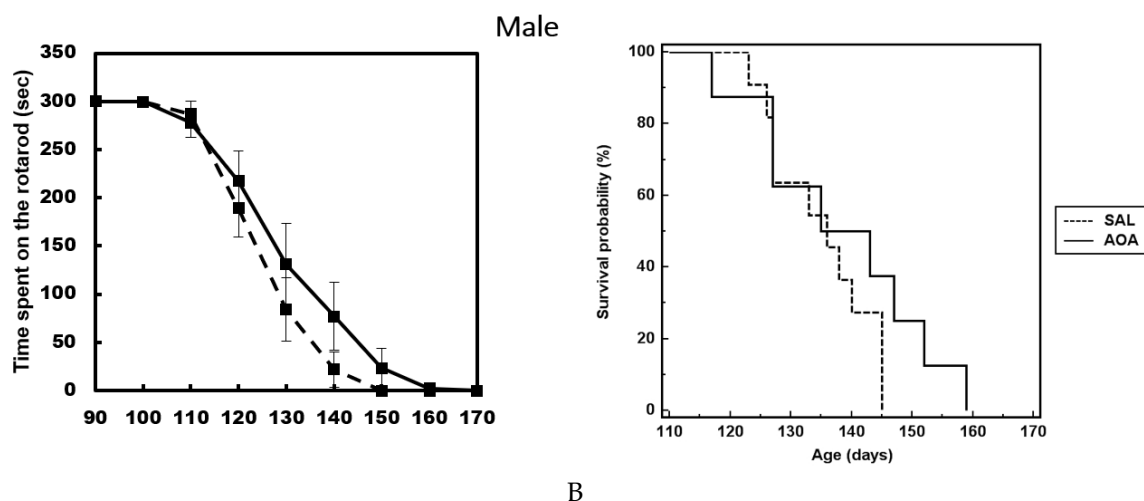 Male
Time spent on the rotarod (sec)
350
300
250
200
150
100
50
0
90 100 110 120 130 140 150 160 170
Survival probability (%)
100
80
60
40
20
0
110 120 130 140 150 160 170
Age (days)
SAL
AOA
B